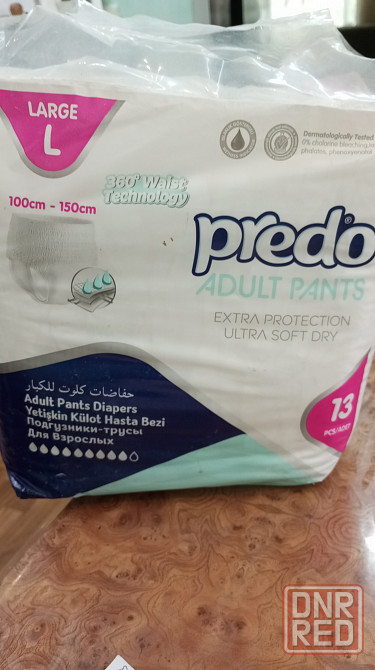 LARGE
L
100cm - 150cm
360° Waist
Technology
Dermatologically Tested
predo
ADULT PANTS
EXTRA PROTECTION
ULTRA SOFT DRY
حفاضات كلوت للكبار
Adult Pants Diapers
Yetişkin Külot Hasta Bezi
Подгузники-трусы
Для Взрослых
13
PCS/ADET
DNR
RED